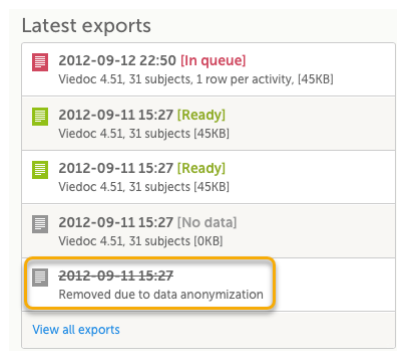 Latest exports
2012-09-12 22:50 [In queue]
Viedoc 4.51, 31 subjects, 1 row per activity, [45KB]
2012-09-11 15:27 [Ready]
Viedoc 4.51, 31 subjects [45KB]
2012-09-11 15:27 [Ready]
Viedoc 4.51, 31 subjects [45KB]
2012-09-11 15:27 [No data]
Viedoc 4.51, 31 subjects [0KB]
2012-09-11 15:27
Removed due to data anonymization
View all exports